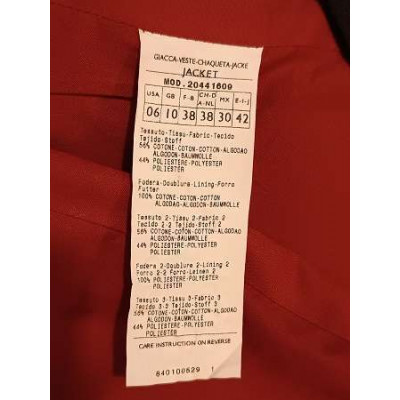 GIACCA-VESTE-CHAQUETA-JACKE
JACKET
MOD. 20441609
USA GB F-B CH-D A-NL MX E-I-J
06 10 38 38 30 42
Tessuto-Tissu-Fabric-Tecido
Tejido-Stoff
56% COTONE-COTON-COTTON-ALGODAO
ALGODON-BAUMWOLLE
44% POLIESTERE-POLYESTER
POLIESTER
Fodera-Doublure-Lining-Forro
Futter
100% COTONE-COTON-COTTON
ALGODAO-ALGODON-BAUMWOLLE
Tessuto 2-Tissu 2-Fabric 2
Tecido 2-2 Tejido-Stoff 2
56% COTONE-COTON-COTTON-ALGODAO
ALGODON-BAUMWOLLE
44% POLIESTERE-POLYESTER
POLIESTER
Fodera 2-Doublure 2-Lining 2
Forro 2-2 Forro-Leinen 2
100% POLIESTERE-POLYESTER
POLIESTER
Tessuto 3-Tissu 3-Fabric 3
Tecido 3-3 Tejido-Stoff 3
56% COTONE-COTON-COTTON-ALGODAO
ALGODON-BAUMWOLLE
44% POLIESTERE-POLYESTER
POLIESTER
CARE INSTRUCTION ON REVERSE
840100629 1